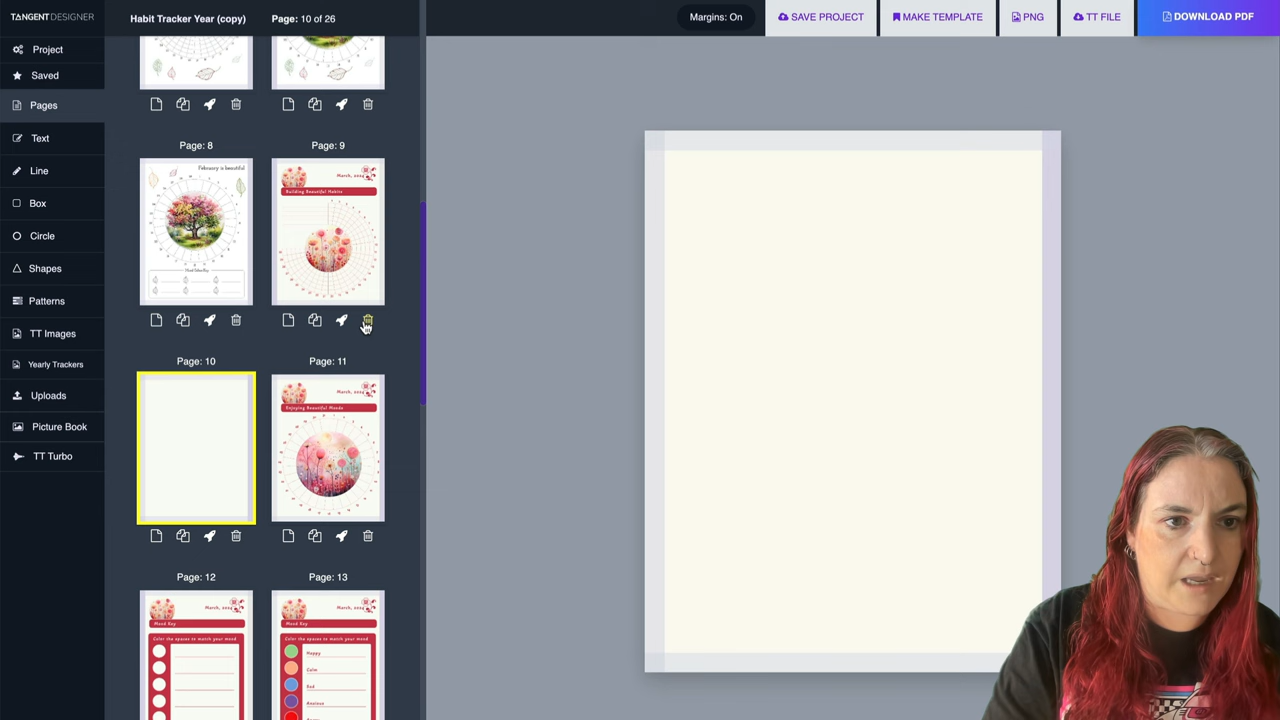 TANGENT DESIGNER
Habit Tracker Year (copy)
Page: 10 of 26
Margins: On
SAVE PROJECT
MAKE TEMPLATE
PNG
TT FILE
DOWNLOAD PDF
Project
Saved
Pages
Text
Line
Box
Circle
Shapes
Patterns
TT Images
Yearly Trackers
Uploads
Picture Book
TT Turbo
Page: 8
Page: 9
February is beautiful
March, 2024
Building Beautiful Habits
Page: 10
Page: 11
March, 2024
Enjoying Beautiful Moods
Page: 12
Page: 13
March, 2024
Mood Key
Color the spaces to match your mood
March, 2024
Mood Key
Color the spaces to match your mood
Happy
Calm
Sad
Anxious